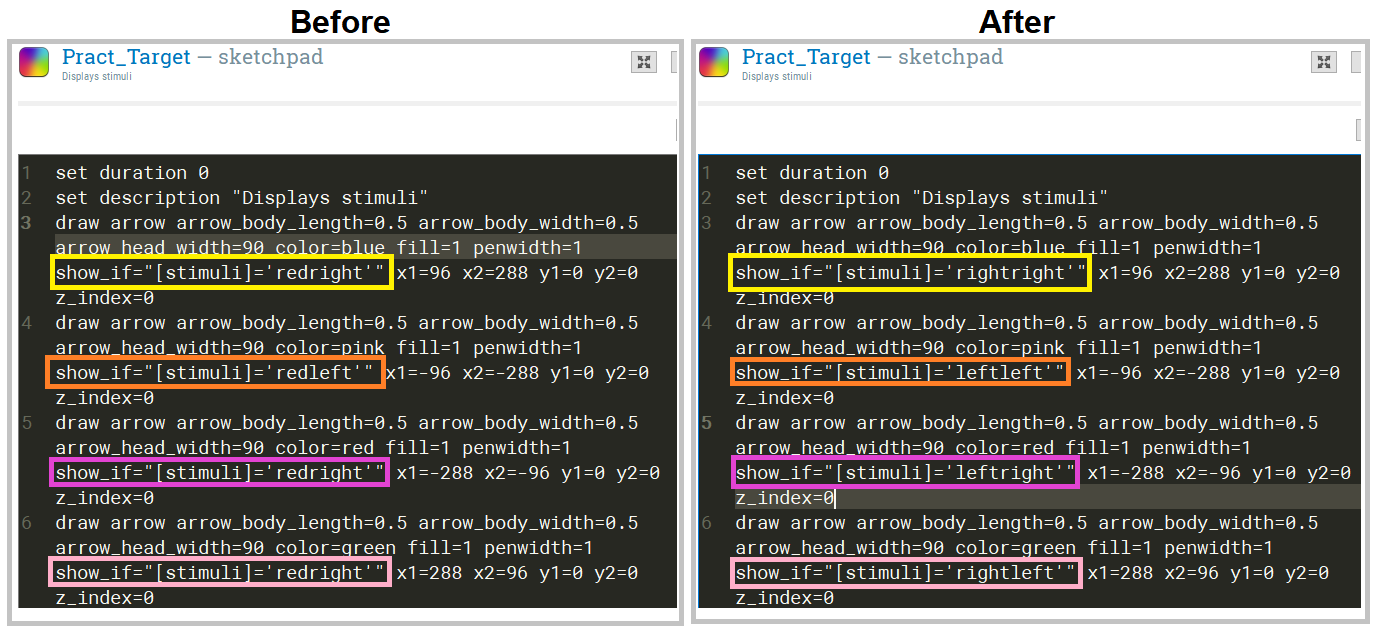 Before
Pract_Target — sketchpad
Displays stimuli
1 set duration 0
2 set description "Displays stimuli"
3 draw arrow arrow_body_length=0.5 arrow_body_width=0.5
arrow_head_width=90 color=blue fill=1 penwidth=1
show_if="[stimuli]='redright'" x1=96 x2=288 y1=0 y2=0
z_index=0
4 draw arrow arrow_body_length=0.5 arrow_body_width=0.5
arrow_head_width=90 color=pink fill=1 penwidth=1
show_if="[stimuli]='redleft'" x1=-96 x2=-288 y1=0 y2=0
z_index=0
5 draw arrow arrow_body_length=0.5 arrow_body_width=0.5
arrow_head_width=90 color=red fill=1 penwidth=1
show_if="[stimuli]='redright'" x1=-288 x2=-96 y1=0 y2=0
z_index=0
6 draw arrow arrow_body_length=0.5 arrow_body_width=0.5
arrow_head_width=90 color=green fill=1 penwidth=1
show_if="[stimuli]='redright'" x1=288 x2=96 y1=0 y2=0
z_index=0
After
Pract_Target — sketchpad
Displays stimuli
1 set duration 0
2 set description "Displays stimuli"
3 draw arrow arrow_body_length=0.5 arrow_body_width=0.5
arrow_head_width=90 color=blue fill=1 penwidth=1
show_if="[stimuli]='rightright'" x1=96 x2=288 y1=0 y2=0
z_index=0
4 draw arrow arrow_body_length=0.5 arrow_body_width=0.5
arrow_head_width=90 color=pink fill=1 penwidth=1
show_if="[stimuli]='leftleft'" x1=-96 x2=-288 y1=0 y2=0
z_index=0
5 draw arrow arrow_body_length=0.5 arrow_body_width=0.5
arrow_head_width=90 color=red fill=1 penwidth=1
show_if="[stimuli]='leftright'" x1=-288 x2=-96 y1=0 y2=0
z_index=0
6 draw arrow arrow_body_length=0.5 arrow_body_width=0.5
arrow_head_width=90 color=green fill=1 penwidth=1
show_if="[stimuli]='rightleft'" x1=288 x2=96 y1=0 y2=0
z_index=0